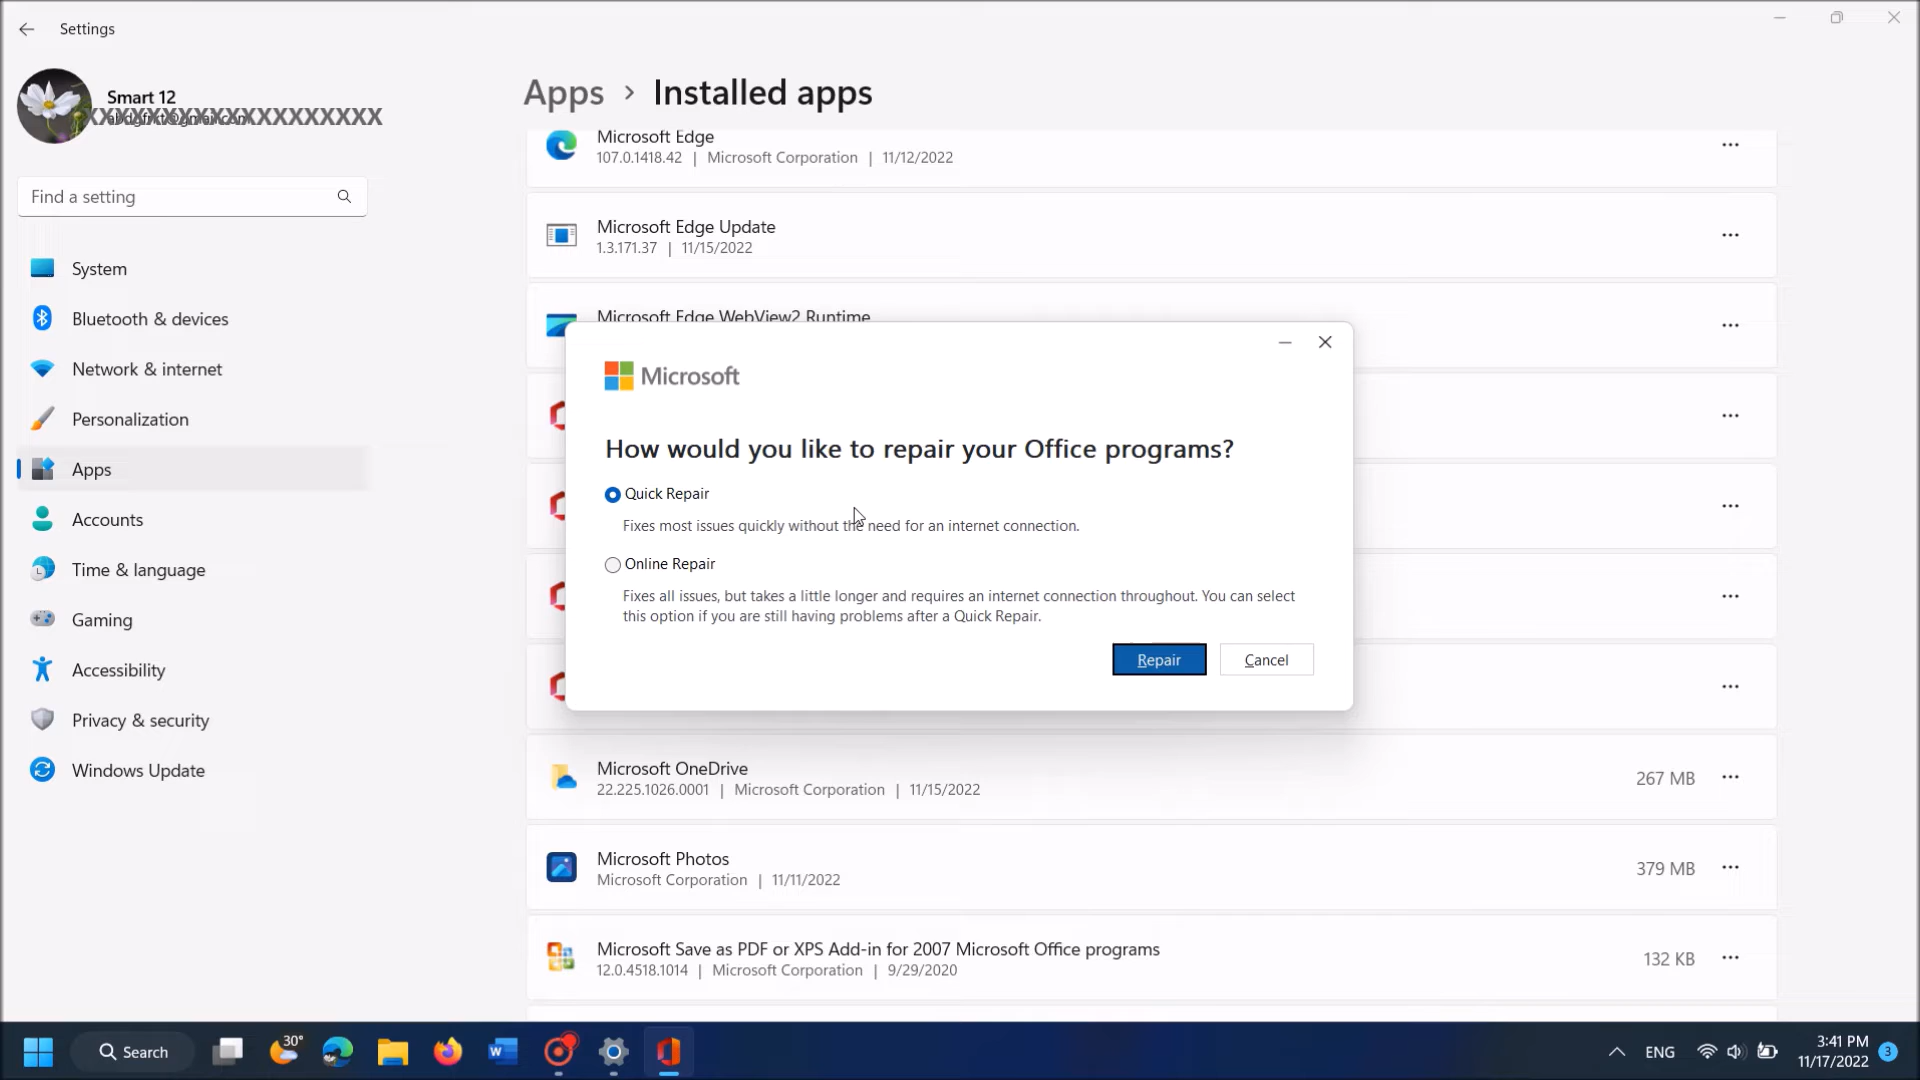 Settings
Smart 12
XXXXXXXXXXXXXXXXXXX
Find a setting
System
Bluetooth & devices
Network & internet
Personalization
Apps
Accounts
Time & language
Gaming
Accessibility
Privacy & security
Windows Update
Apps > Installed apps
Microsoft Edge
107.0.1418.42 | Microsoft Corporation | 11/12/2022
Microsoft Edge Update
1.3.171.37 | 11/15/2022
Microsoft Edge WebView2 Runtime
Microsoft
How would you like to repair your Office programs?
Quick Repair
Fixes most issues quickly without the need for an internet connection.
Online Repair
Fixes all issues, but takes a little longer and requires an internet connection throughout. You can select
this option if you are still having problems after a Quick Repair.
Repair
Cancel
Microsoft OneDrive
22.225.1026.0001 | Microsoft Corporation | 11/15/2022
267 MB
Microsoft Photos
Microsoft Corporation | 11/11/2022
379 MB
Microsoft Save as PDF or XPS Add-in for 2007 Microsoft Office programs
12.0.4518.1014 | Microsoft Corporation | 9/29/2020
132 KB
Search
30°
ENG
3:41 PM
11/17/2022
3